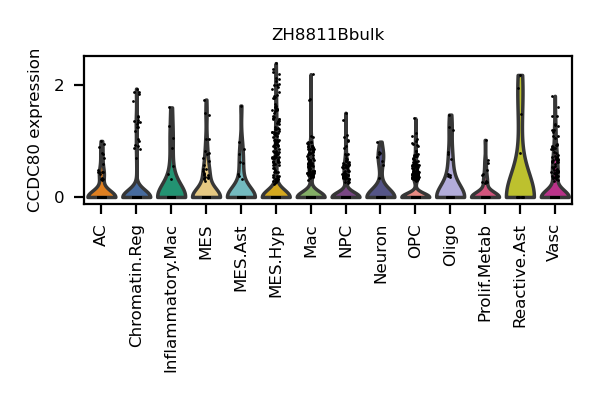 ZH8811Bbulk
CCDC80 expression
2
0
AC
Chromatin.Reg
Inflammatory.Mac
MES
MES.Ast
MES.Hyp
Mac
NPC
Neuron
OPC
Oligo
Prolif.Metab
Reactive.Ast
Vasc